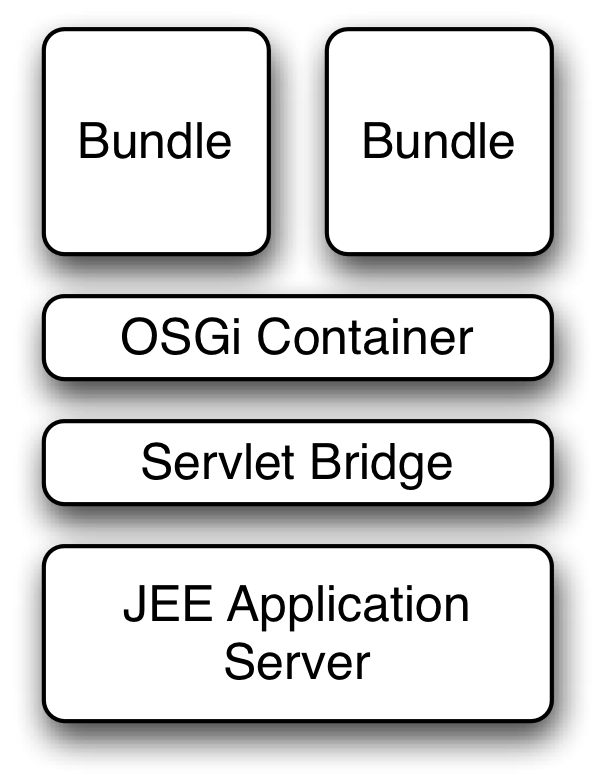 Bundle
Bundle
OSGi Container
Servlet Bridge
JEE Application
Server